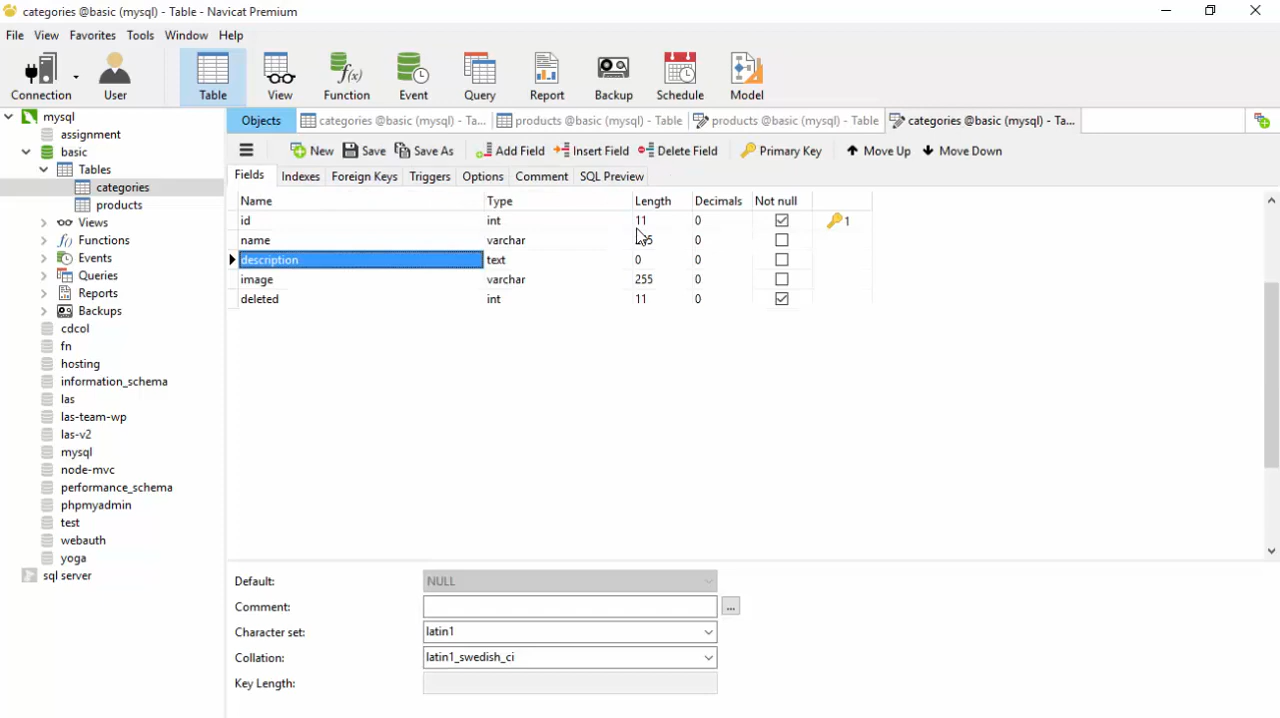 categories @basic (mysql) - Table - Navicat Premium
File View Favorites Tools Window Help
Connection User Table View Function Event Query Report Backup Schedule Model
mysql
assignment
basic
Tables
categories
products
Views
Functions
Events
Queries
Reports
Backups
cdcol
fn
hosting
information_schema
las
las-team-wp
las-v2
mysql
node-mvc
performance_schema
phpmyadmin
test
webauth
yoga
sql server
Objects categories @basic (mysql) - Ta... products @basic (mysql) - Table products @basic (mysql) - Table categories @basic (mysql) - Ta...
New Save Save As Add Field Insert Field Delete Field Primary Key Move Up Move Down
Fields Indexes Foreign Keys Triggers Options Comment SQL Preview
Name Type Length Decimals Not null
id int 11 0 1
name varchar 0
description text 0 0
image varchar 255 0
deleted int 11 0
Default: NULL
Comment: ...
Character set: latin1
Collation: latin1_swedish_ci
Key Length: